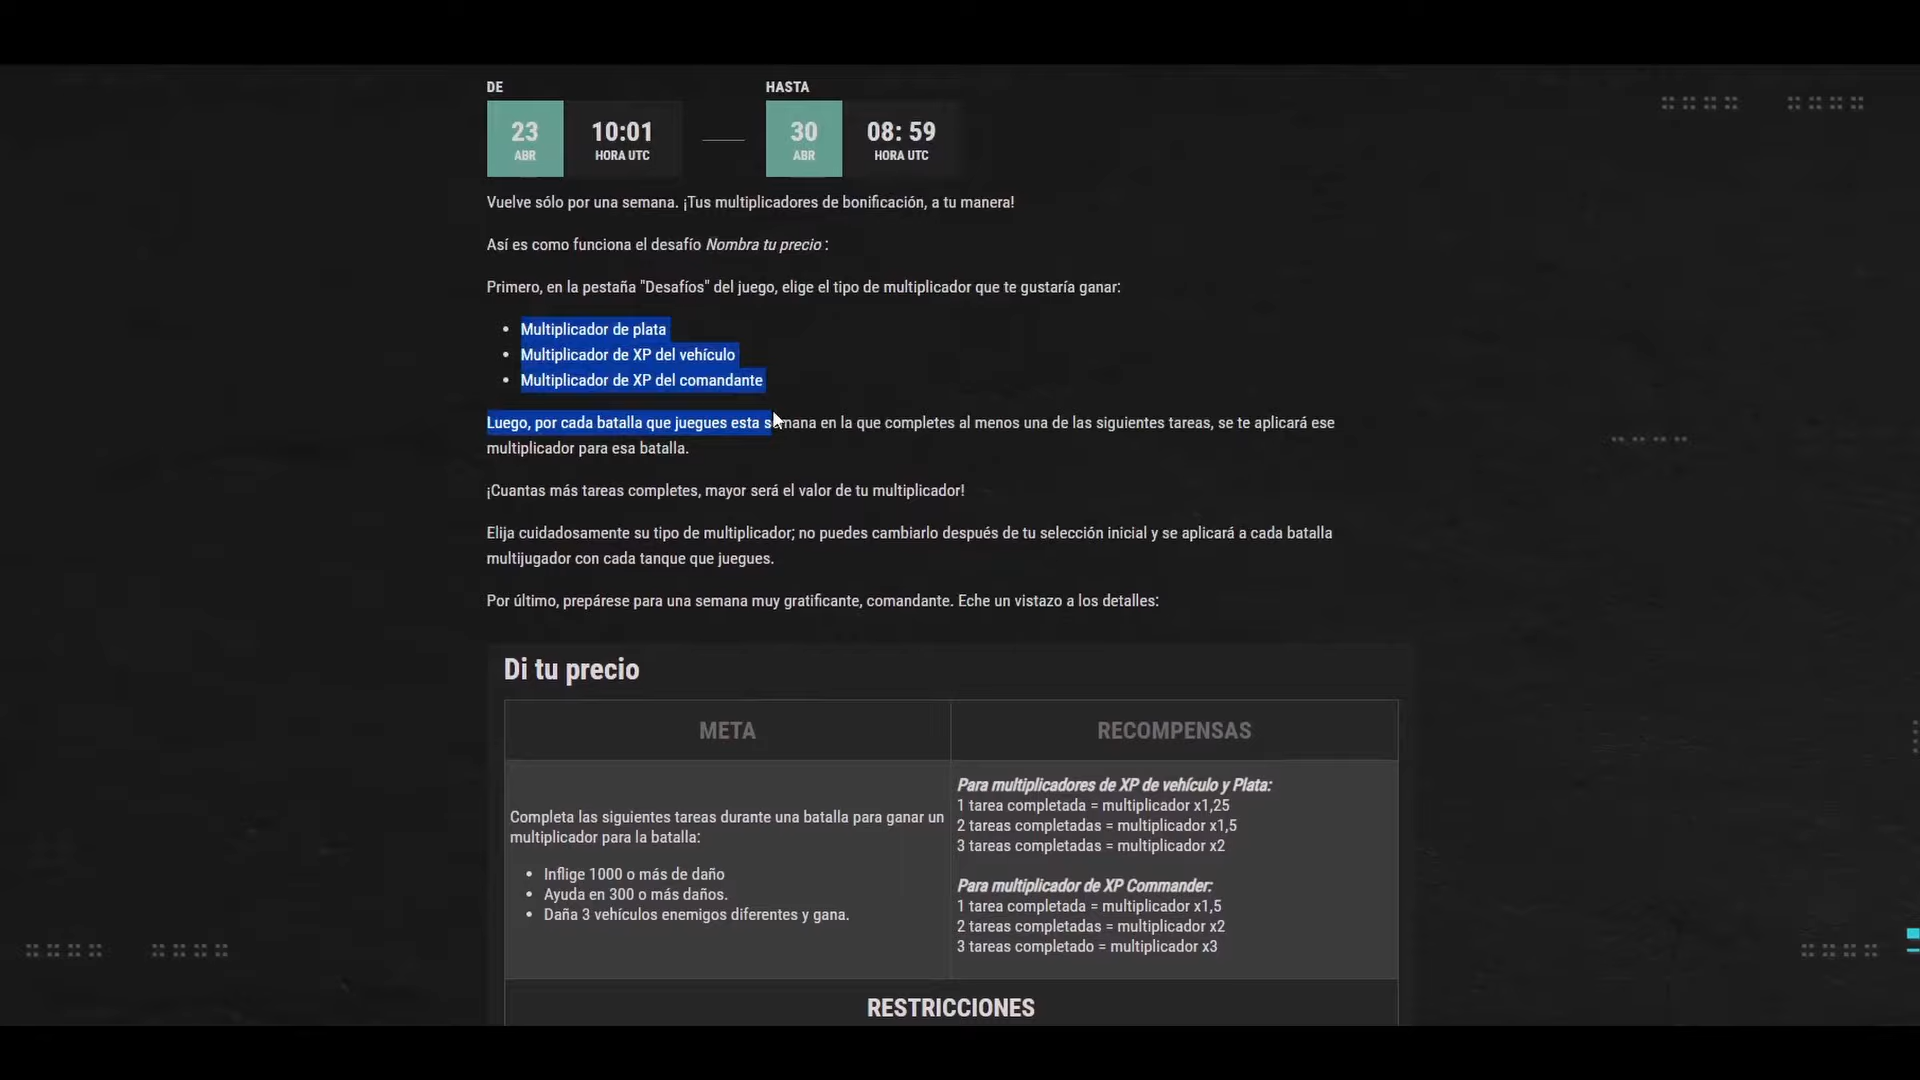 DE
HASTA
23
ABR
10:01
HORA UTC
30
ABR
08: 59
HORA UTC
Vuelve sólo por una semana. ¡Tus multiplicadores de bonificación, a tu manera!
Así es como funciona el desafío Nombra tu precio :
Primero, en la pestaña "Desafíos" del juego, elige el tipo de multiplicador que te gustaría ganar:
• Multiplicador de plata
• Multiplicador de XP del vehículo
• Multiplicador de XP del comandante
Luego, por cada batalla que juegues esta semana en la que completes al menos una de las siguientes tareas, se te aplicará ese
multiplicador para esa batalla.
¡Cuantas más tareas completes, mayor será el valor de tu multiplicador!
Elija cuidadosamente su tipo de multiplicador; no puedes cambiarlo después de tu selección inicial y se aplicará a cada batalla
multijugador con cada tanque que juegues.
Por último, prepárese para una semana muy gratificante, comandante. Eche un vistazo a los detalles:
Di tu precio
META
RECOMPENSAS
Completa las siguientes tareas durante una batalla para ganar un
multiplicador para la batalla:
• Inflige 1000 o más de daño
• Ayuda en 300 o más daños.
• Daña 3 vehículos enemigos diferentes y gana.
Para multiplicadores de XP de vehículo y Plata:
1 tarea completada = multiplicador x1,25
2 tareas completadas = multiplicador x1,5
3 tareas completadas = multiplicador x2
Para multiplicador de XP Commander:
1 tarea completada = multiplicador x1,5
2 tareas completadas = multiplicador x2
3 tareas completado = multiplicador x3
RESTRICCIONES